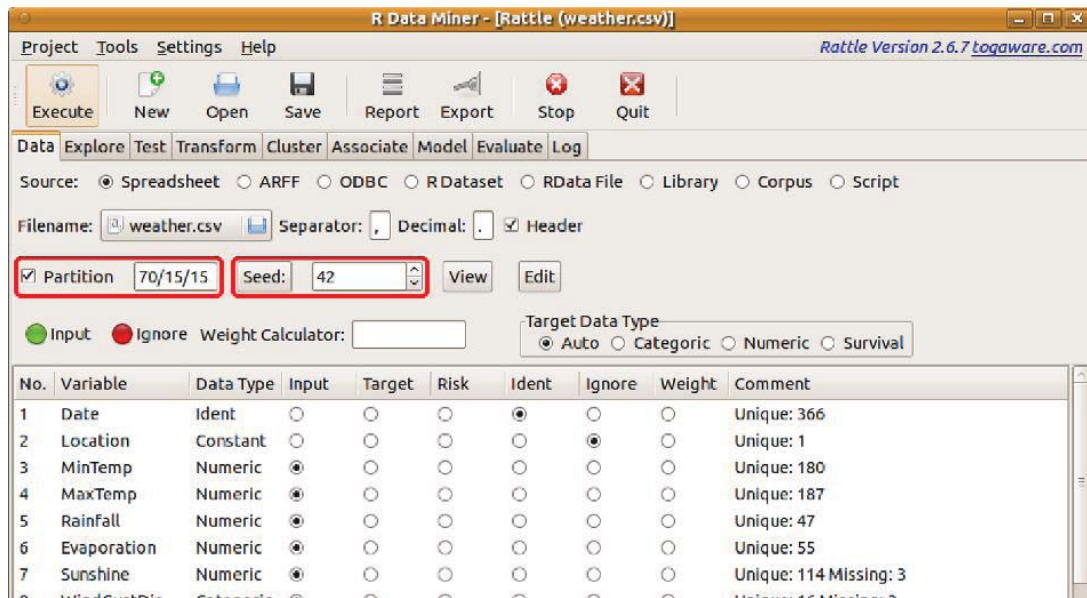 R Data Miner - [Rattle (weather.csv)]
Project Tools Settings Help Rattle Version 2.6.7 togaware.com
Execute New Open Save Report Export Stop Quit
Data Explore Test Transform Cluster Associate Model Evaluate Log
Source: Spreadsheet ARFF ODBC R Dataset RData File Library Corpus Script
Filename: weather.csv Separator: , Decimal: . Header
Partition 70/15/15 Seed: 42 View Edit
Target Data Type
Input Ignore Weight Calculator: Auto Categoric Numeric Survival
No. Variable Data Type Input Target Risk Ident Ignore Weight Comment
1 Date Ident Unique: 366
2 Location Constant Unique: 1
3 MinTemp Numeric Unique: 180
4 MaxTemp Numeric Unique: 187
5 Rainfall Numeric Unique: 47
6 Evaporation Numeric Unique: 55
7 Sunshine Numeric Unique: 114 Missing: 3